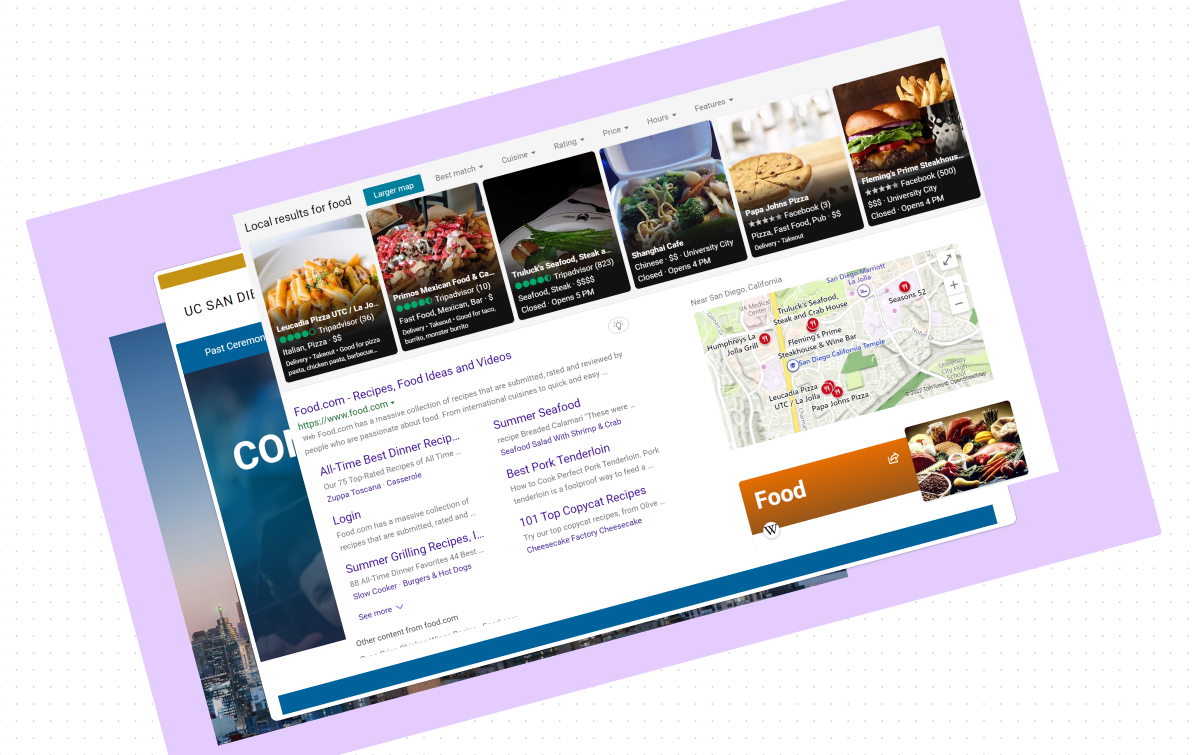 Local results for food
Larger map
Best match
Cuisine
Rating
Price
Hours
Features
Leucadia Pizza UTC / La Jo...
Tripadvisor (36)
Italian, Pizza · $$
Delivery • Takeout • Good for pizza
pasta, chicken pasta, barbecue...
Primos Mexican Food & Ca...
Tripadvisor (10)
Fast Food, Mexican, Bar · $
Delivery • Takeout • Good for taco,
burrito, monster burrito
Truluck's Seafood, Steak a...
Tripadvisor (823)
Seafood, Steak · $$$$
Closed · Opens 5 PM
Shanghai Cafe
Chinese · $$ · University City
Closed · Opens 4 PM
Papa Johns Pizza
Facebook (3)
Pizza, Fast Food, Pub · $$
Delivery • Takeout
Fleming's Prime Steakhous...
Facebook (500)
$$$ · University City
Closed · Opens 4 PM
UC SAN DIE
Past Ceremon
CO
Food.com - Recipes, Food Ideas and Videos
https://www.food.com
We Food.com has a massive collection of recipes that are submitted, rated and reviewed by
people who are passionate about food. From international cuisines to quick and easy ...
All-Time Best Dinner Recip...
Our 75 Top-Rated Recipes of All Time ...
Zuppa Toscana · Casserole
Login
Food.com has a massive collection of
recipes that are submitted, rated and ...
Summer Grilling Recipes, I...
88 All-Time Dinner Favorites 44 Best ...
Slow Cooker · Burgers & Hot Dogs
See more
Other content from food.com
Summer Seafood
recipe Breaded Calamari "These were ...
Seafood Salad With Shrimp & Crab
Best Pork Tenderloin
How to Cook Perfect Pork Tenderloin. Pork
tenderloin is a foolproof way to feed a ...
101 Top Copycat Recipes
Try our top copycat recipes, from Olive ...
Cheesecake Factory Cheesecake
Near San Diego, California
VA Medical
Center
San Diego Marriott
La Jolla
Truluck's Seafood,
Steak and Crab House
Seasons 52
Humphreys La
Jolla Grill
Fleming's Prime
Steakhouse & Wine Bar
San Diego California Temple
Nobel Dr
University
City High
School
Leucadia Pizza
UTC / La Jolla
Papa Johns Pizza
© 2022 TomTom © OpenStreetMap
Food
W